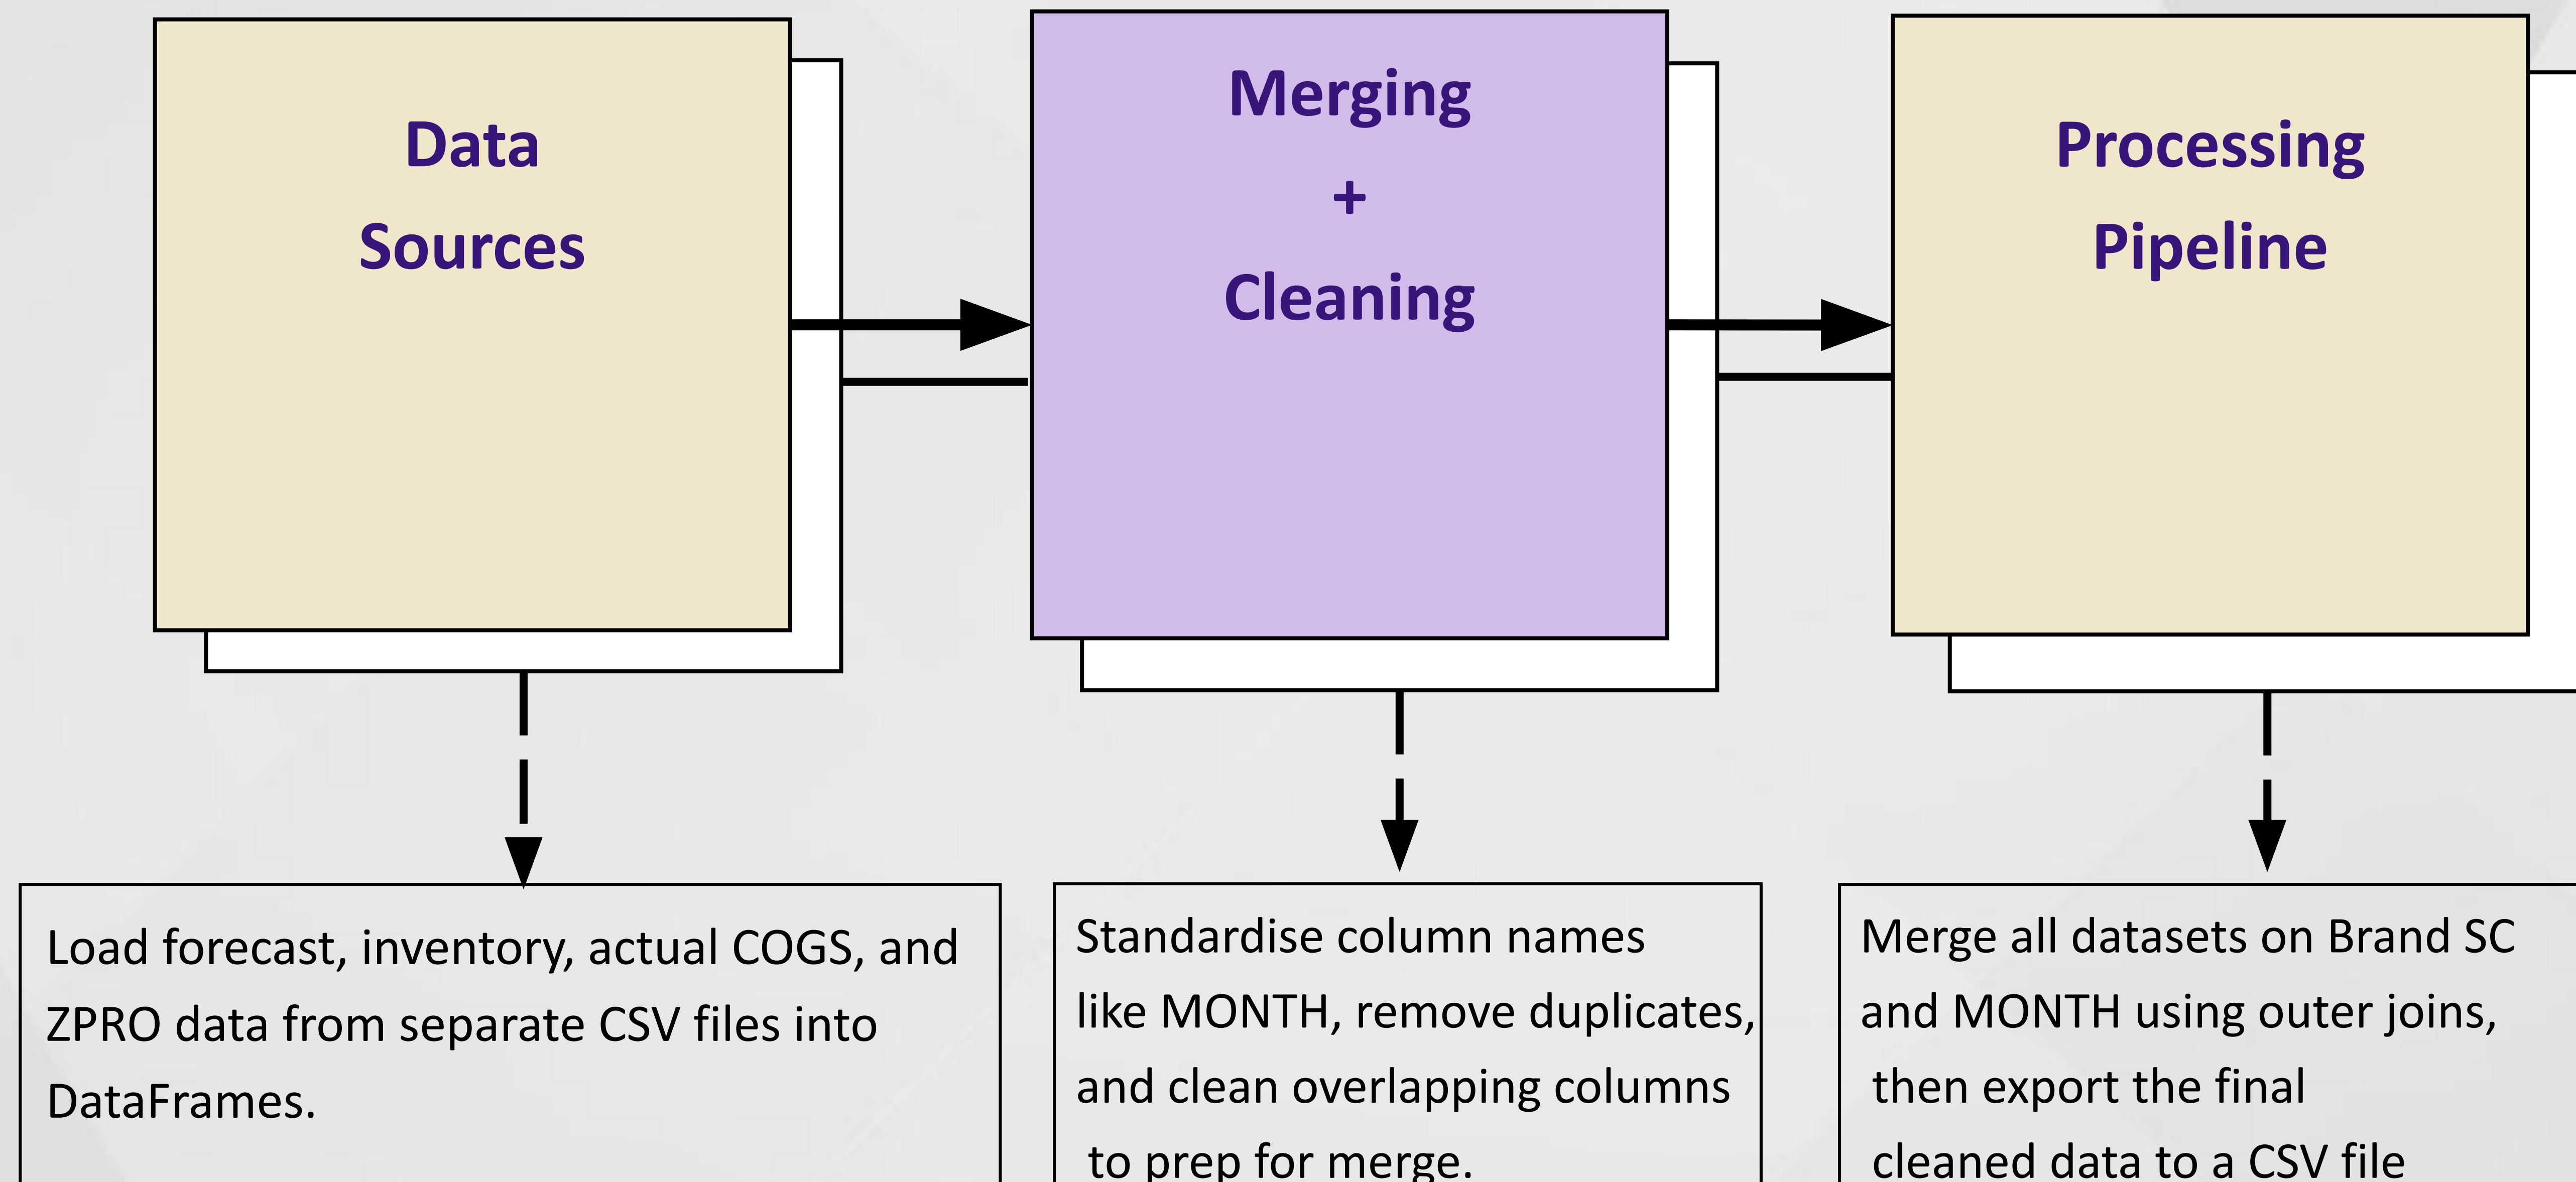 Data
Sources
Merging
+
Cleaning
Processing
Pipeline
Load forecast, inventory, actual COGS, and
ZPRO data from separate CSV files into
DataFrames.
Standardise column names
like MONTH, remove duplicates,
and clean overlapping columns
to prep for merge.
Merge all datasets on Brand SC
and MONTH using outer joins,
then export the final
cleaned data to a CSV file